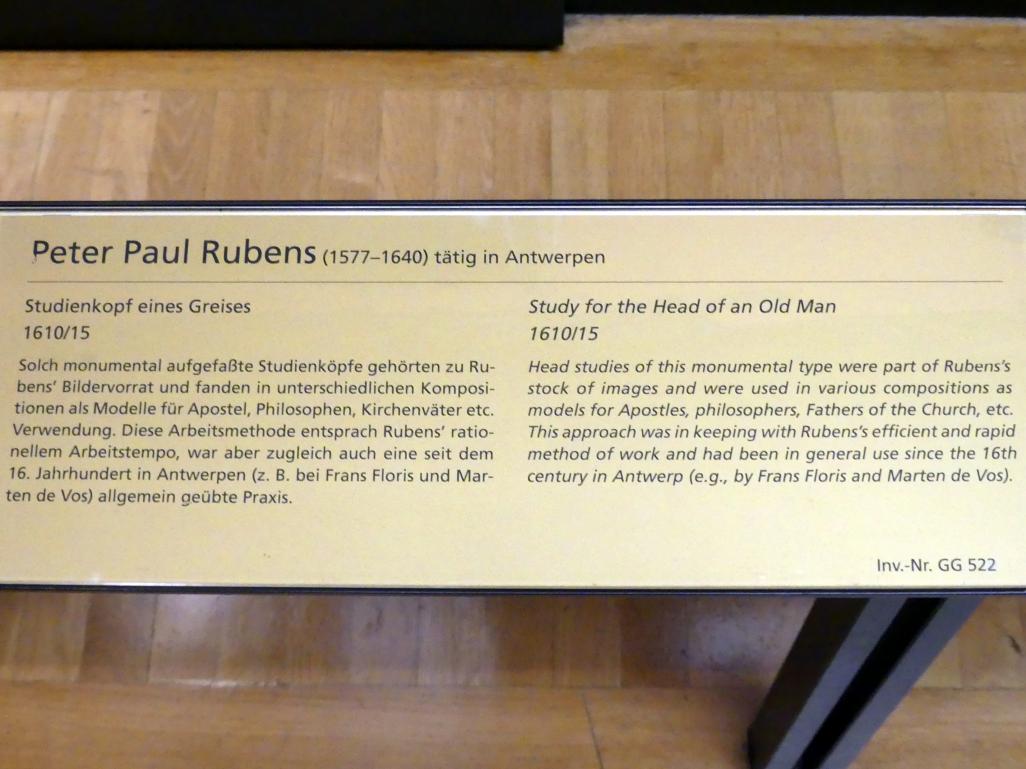 Peter Paul Rubens (1577–1640) tätig in Antwerpen
Studienkopf eines Greises
1610/15
Solch monumental aufgefaßte Studienköpfe gehörten zu Ru-
bens’ Bildervorrat und fanden in unterschiedlichen Komposi-
tionen als Modelle für Apostel, Philosophen, Kirchenväter etc.
Verwendung. Diese Arbeitsmethode entsprach Rubens’ ratio-
nellem Arbeitstempo, war aber zugleich auch eine seit dem
16. Jahrhundert in Antwerpen (z. B. bei Frans Floris und Mar-
ten de Vos) allgemein geübte Praxis.
Study for the Head of an Old Man
1610/15
Head studies of this monumental type were part of Rubens’s
stock of images and were used in various compositions as
models for Apostles, philosophers, Fathers of the Church, etc.
This approach was in keeping with Rubens’s efficient and rapid
method of work and had been in general use since the 16th
century in Antwerp (e.g., by Frans Floris and Marten de Vos).
Inv.-Nr. GG 522